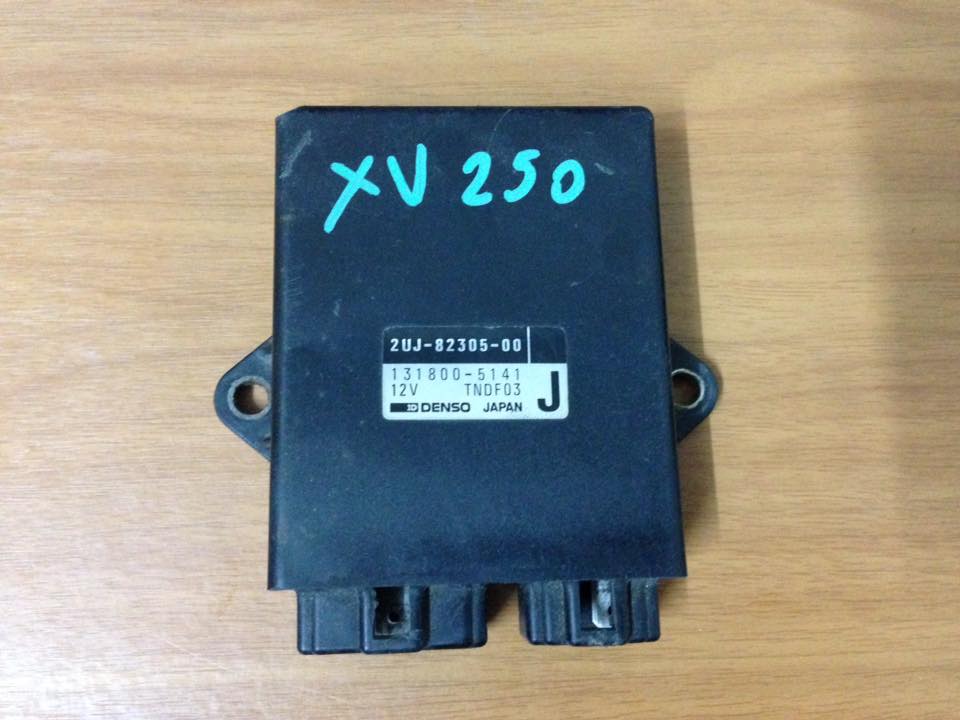 XV 250
2UJ-82305-00
131800-5141
12V TNDF03
DENSO JAPAN J